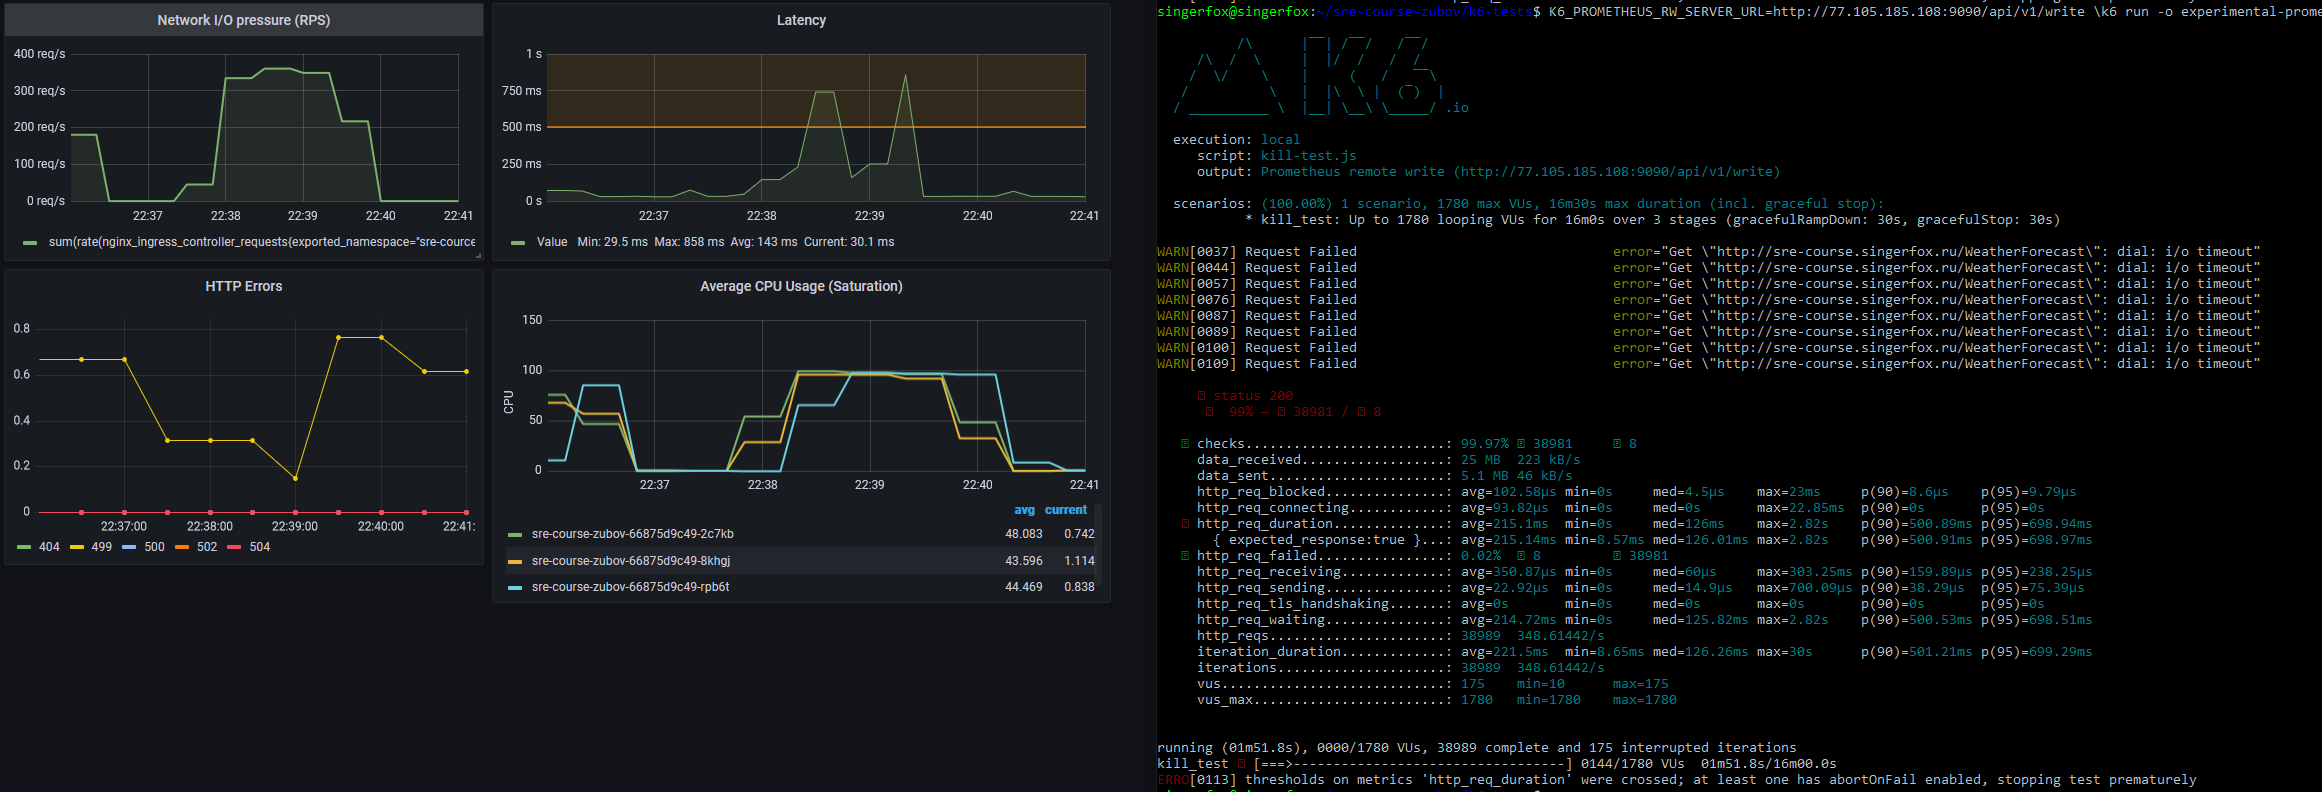 Network I/O pressure (RPS)
400 req/s
300 req/s
200 req/s
100 req/s
0 req/s
22:37 22:38 22:39 22:40 22:41
sum(rate(nginx_ingress_controller_requests{exported_namespace="sre-cource
Latency
1 s
750 ms
500 ms
250 ms
0 s
22:37 22:38 22:39 22:40 22:41
Value Min: 29.5 ms Max: 858 ms Avg: 143 ms Current: 30.1 ms
HTTP Errors
0.8
0.6
0.4
0.2
0
22:37:00 22:38:00 22:39:00 22:40:00 22:41:
404 499 500 502 504
Average CPU Usage (Saturation)
CPU
150
100
50
0
22:37 22:38 22:39 22:40 22:41
avg current
sre-course-zubov-66875d9c49-2c7kb 48.083 0.742
sre-course-zubov-66875d9c49-8khgj 43.596 1.114
sre-course-zubov-66875d9c49-rpb6t 44.469 0.838
singerfox@singerfox:~/sre-course-zubov/k6-tests$ K6_PROMETHEUS_RW_SERVER_URL=http://77.105.185.108:9090/api/v1/write \k6 run -o experimental-prome
.io
execution: local
script: kill-test.js
output: Prometheus remote write (http://77.105.185.108:9090/api/v1/write)
scenarios: (100.00%) 1 scenario, 1780 max VUs, 16m30s max duration (incl. graceful stop):
* kill_test: Up to 1780 looping VUs for 16m0s over 3 stages (gracefulRampDown: 30s, gracefulStop: 30s)
WARN[0037] Request Failed error="Get \"http://sre-course.singerfox.ru/WeatherForecast\": dial: i/o timeout"
WARN[0044] Request Failed error="Get \"http://sre-course.singerfox.ru/WeatherForecast\": dial: i/o timeout"
WARN[0057] Request Failed error="Get \"http://sre-course.singerfox.ru/WeatherForecast\": dial: i/o timeout"
WARN[0076] Request Failed error="Get \"http://sre-course.singerfox.ru/WeatherForecast\": dial: i/o timeout"
WARN[0087] Request Failed error="Get \"http://sre-course.singerfox.ru/WeatherForecast\": dial: i/o timeout"
WARN[0089] Request Failed error="Get \"http://sre-course.singerfox.ru/WeatherForecast\": dial: i/o timeout"
WARN[0100] Request Failed error="Get \"http://sre-course.singerfox.ru/WeatherForecast\": dial: i/o timeout"
WARN[0109] Request Failed error="Get \"http://sre-course.singerfox.ru/WeatherForecast\": dial: i/o timeout"
status 200
99% — 38981 / 8
checks.........................: 99.97% 38981 8
data_received..................: 25 MB 223 kB/s
data_sent......................: 5.1 MB 46 kB/s
http_req_blocked...............: avg=102.58µs min=0s med=4.5µs max=23ms p(90)=8.6µs p(95)=9.79µs
http_req_connecting............: avg=93.82µs min=0s med=0s max=22.85ms p(90)=0s p(95)=0s
http_req_duration..............: avg=215.1ms min=0s med=126ms max=2.82s p(90)=500.89ms p(95)=698.94ms
{ expected_response:true }...: avg=215.14ms min=8.57ms med=126.01ms max=2.82s p(90)=500.91ms p(95)=698.97ms
http_req_failed................: 0.02% 8 38981
http_req_receiving.............: avg=350.87µs min=0s med=60µs max=303.25ms p(90)=159.89µs p(95)=238.25µs
http_req_sending...............: avg=22.92µs min=0s med=14.9µs max=700.09µs p(90)=38.29µs p(95)=75.39µs
http_req_tls_handshaking.......: avg=0s min=0s med=0s max=0s p(90)=0s p(95)=0s
http_req_waiting...............: avg=214.72ms min=0s med=125.82ms max=2.82s p(90)=500.53ms p(95)=698.51ms
http_reqs......................: 38989 348.61442/s
iteration_duration.............: avg=221.5ms min=8.65ms med=126.26ms max=30s p(90)=501.21ms p(95)=699.29ms
iterations.....................: 38989 348.61442/s
vus............................: 175 min=10 max=175
vus_max........................: 1780 min=1780 max=1780
running (01m51.8s), 0000/1780 VUs, 38989 complete and 175 interrupted iterations
kill_test [===>----------------------------------] 0144/1780 VUs 01m51.8s/16m00.0s
ERRO[0113] thresholds on metrics 'http_req_duration' were crossed; at least one has abortOnFail enabled, stopping test prematurely